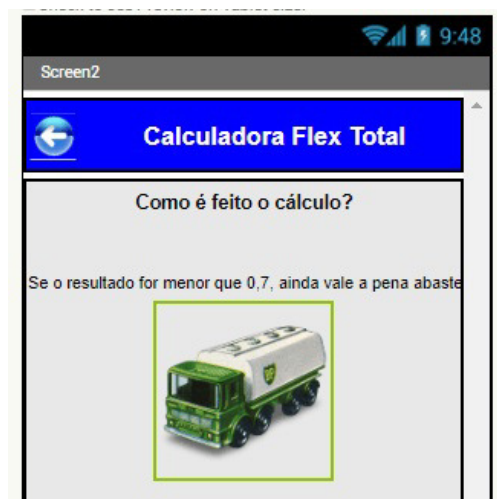 9:48
Screen2
Calculadora Flex Total
Como é feito o cálculo?
Se o resultado for menor que 0,7, ainda vale a pena abaste